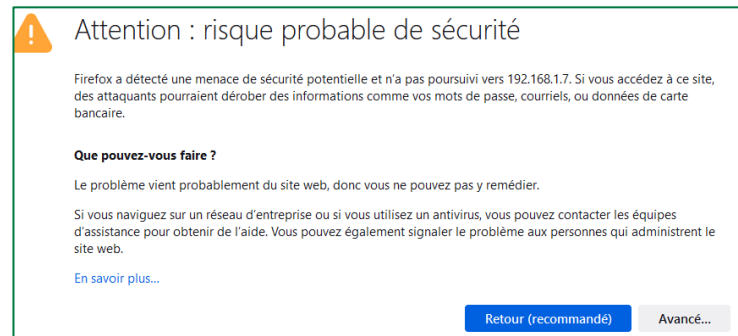 Attention : risque probable de sécurité
Firefox a détecté une menace de sécurité potentielle et n'a pas poursuivi vers 192.168.1.7. Si vous accédez à ce site,
des attaquants pourraient dérober des informations comme vos mots de passe, courriels, ou données de carte
bancaire.
Que pouvez-vous faire ?
Le problème vient probablement du site web, donc vous ne pouvez pas y remédier.
Si vous naviguez sur un réseau d'entreprise ou si vous utilisez un antivirus, vous pouvez contacter les équipes
d'assistance pour obtenir de l'aide. Vous pouvez également signaler le problème aux personnes qui administrent le
site web.
En savoir plus…
Retour (recommandé) Avancé…